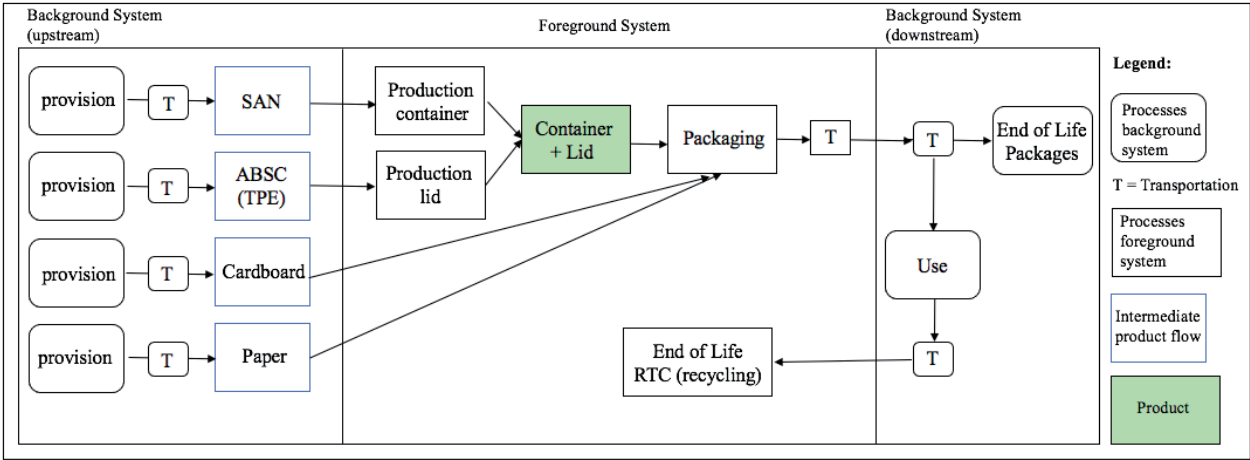 Background System
(upstream)
Foreground System
Background System
(downstream)
provision
T
SAN
Production
container
Container
+ Lid
Packaging
T
T
End of Life
Packages
provision
T
ABSC
(TPE)
Production
lid
provision
T
Cardboard
Use
provision
T
Paper
End of Life
RTC (recycling)
T
Legend:
Processes
background
system
T = Transportation
Processes
foreground
system
Intermediate
product flow
Product